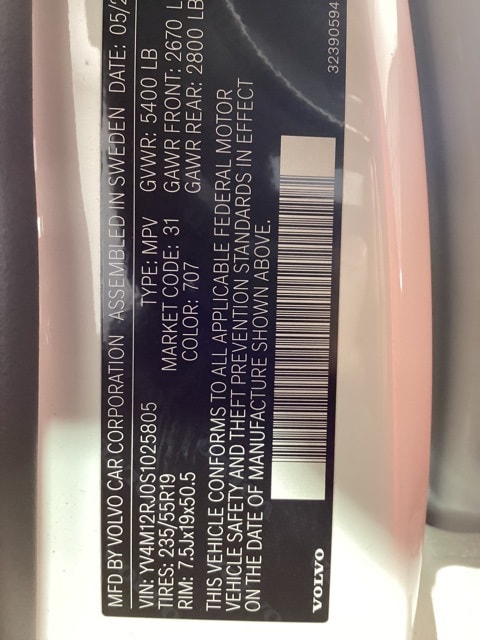 MFD BY VOLVO CAR CORPORATION ASSEMBLED IN SWEDEN DATE: 05/2
VIN: YV4M12RJ0S1025805 TYPE: MPV GVWR: 5400 LB
TIRES: 235/55R19 MARKET CODE: 31 GAWR FRONT: 2670 L
RIM: 7.5Jx19x50.5 COLOR: 707 GAWR REAR: 2800 LB
THIS VEHICLE CONFORMS TO ALL APPLICABLE FEDERAL MOTOR
VEHICLE SAFETY AND THEFT PREVENTION STANDARDS IN EFFECT
ON THE DATE OF MANUFACTURE SHOWN ABOVE.
VOLVO 32390594